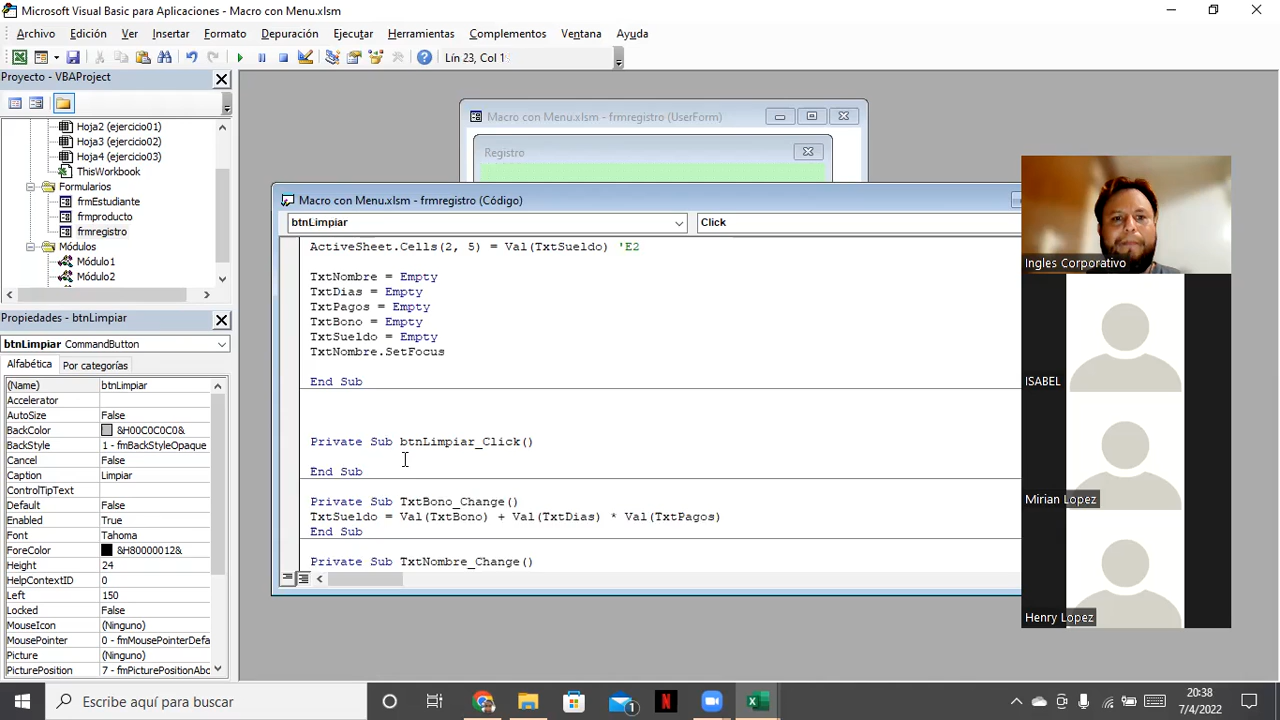 Microsoft Visual Basic para Aplicaciones - Macro con Menu.xlsm
Archivo Edición Ver Insertar Formato Depuración Ejecutar Herramientas Complementos Ventana Ayuda
Lín 23, Col 1
Proyecto - VBAProject
Hoja2 (ejercicio01)
Hoja3 (ejercicio02)
Hoja4 (ejercicio03)
ThisWorkbook
Formularios
frmEstudiante
frmproducto
frmregistro
Módulos
Módulo1
Módulo2
Propiedades - btnLimpiar
btnLimpiar CommandButton
Alfabética Por categorías
(Name) btnLimpiar
Accelerator
AutoSize False
BackColor &H00C0C0C0&
BackStyle 1 - fmBackStyleOpaque
Cancel False
Caption Limpiar
ControlTipText
Default False
Enabled True
Font Tahoma
ForeColor &H80000012&
Height 24
HelpContextID 0
Left 150
Locked False
MouseIcon (Ninguno)
MousePointer 0 - fmMousePointerDefa
Picture (Ninguno)
PicturePosition 7 - fmPicturePositionAbo
Macro con Menu.xlsm - frmregistro (UserForm)
Registro
Macro con Menu.xlsm - frmregistro (Código)
btnLimpiar Click
ActiveSheet.Cells(2, 5) = Val(TxtSueldo) 'E2
TxtNombre = Empty
TxtDias = Empty
TxtPagos = Empty
TxtBono = Empty
TxtSueldo = Empty
TxtNombre.SetFocus
End Sub
Private Sub btnLimpiar_Click()
End Sub
Private Sub TxtBono_Change()
TxtSueldo = Val(TxtBono) + Val(TxtDias) * Val(TxtPagos)
End Sub
Private Sub TxtNombre_Change()
Ingles Corporativo
ISABEL
Mirian Lopez
Henry Lopez
Escribe aquí para buscar
1
N
20:38
7/4/2022